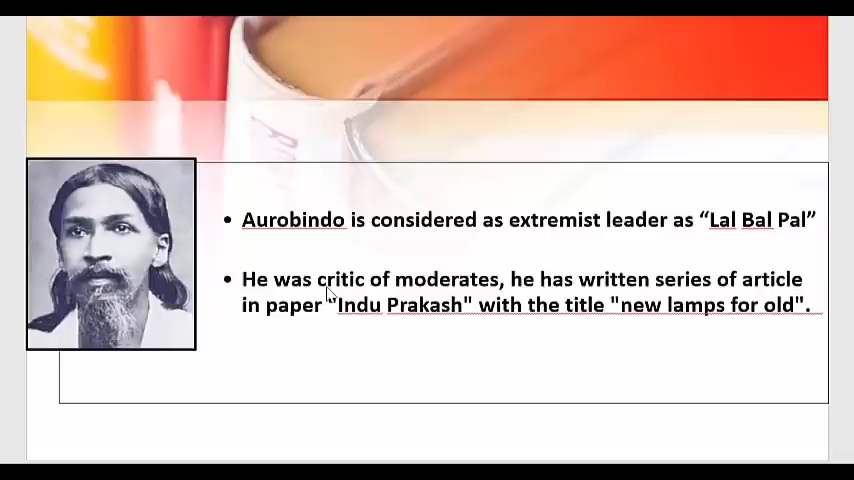 • Aurobindo is considered as extremist leader as “Lal Bal Pal”
• He was critic of moderates, he has written series of article
in paper "Indu Prakash" with the title "new lamps for old".